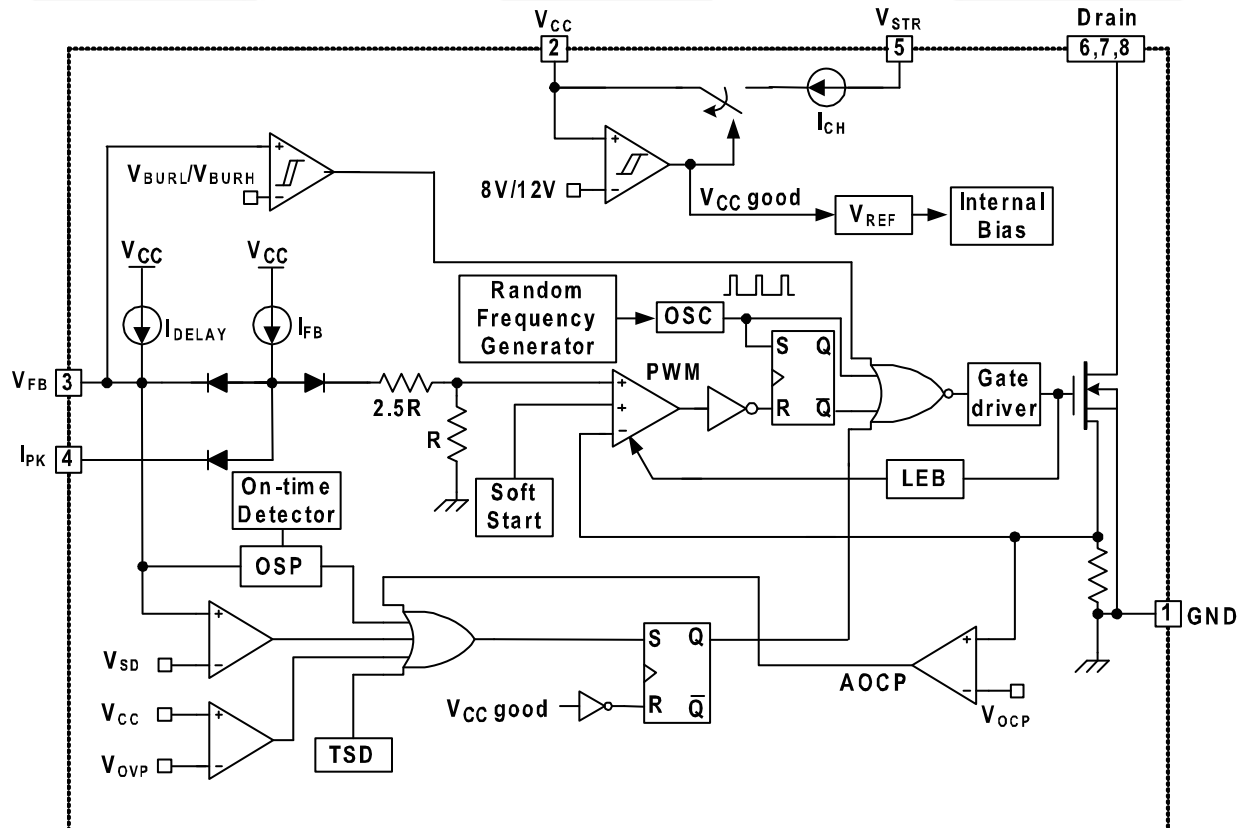 VCC
2
VSTR
5
Drain
6,7,8
ICH
+
-
VBURL/VBURH
+
-
8V/12V
VCC good
VREF
Internal
Bias
VCC
VCC
IDELAY
IFB
Random
Frequency
Generator
OSC
S Q
R Q̅
PWM
+
+
-
VFB 3
2.5R
R
Gate
driver
IPK 4
LEB
On-time
Detector
Soft
Start
OSP
+
-
VSD
VCC
VOVP
+
-
TSD
S Q
R Q̅
VCC good
AOCP
+
-
VOCP
1 GND